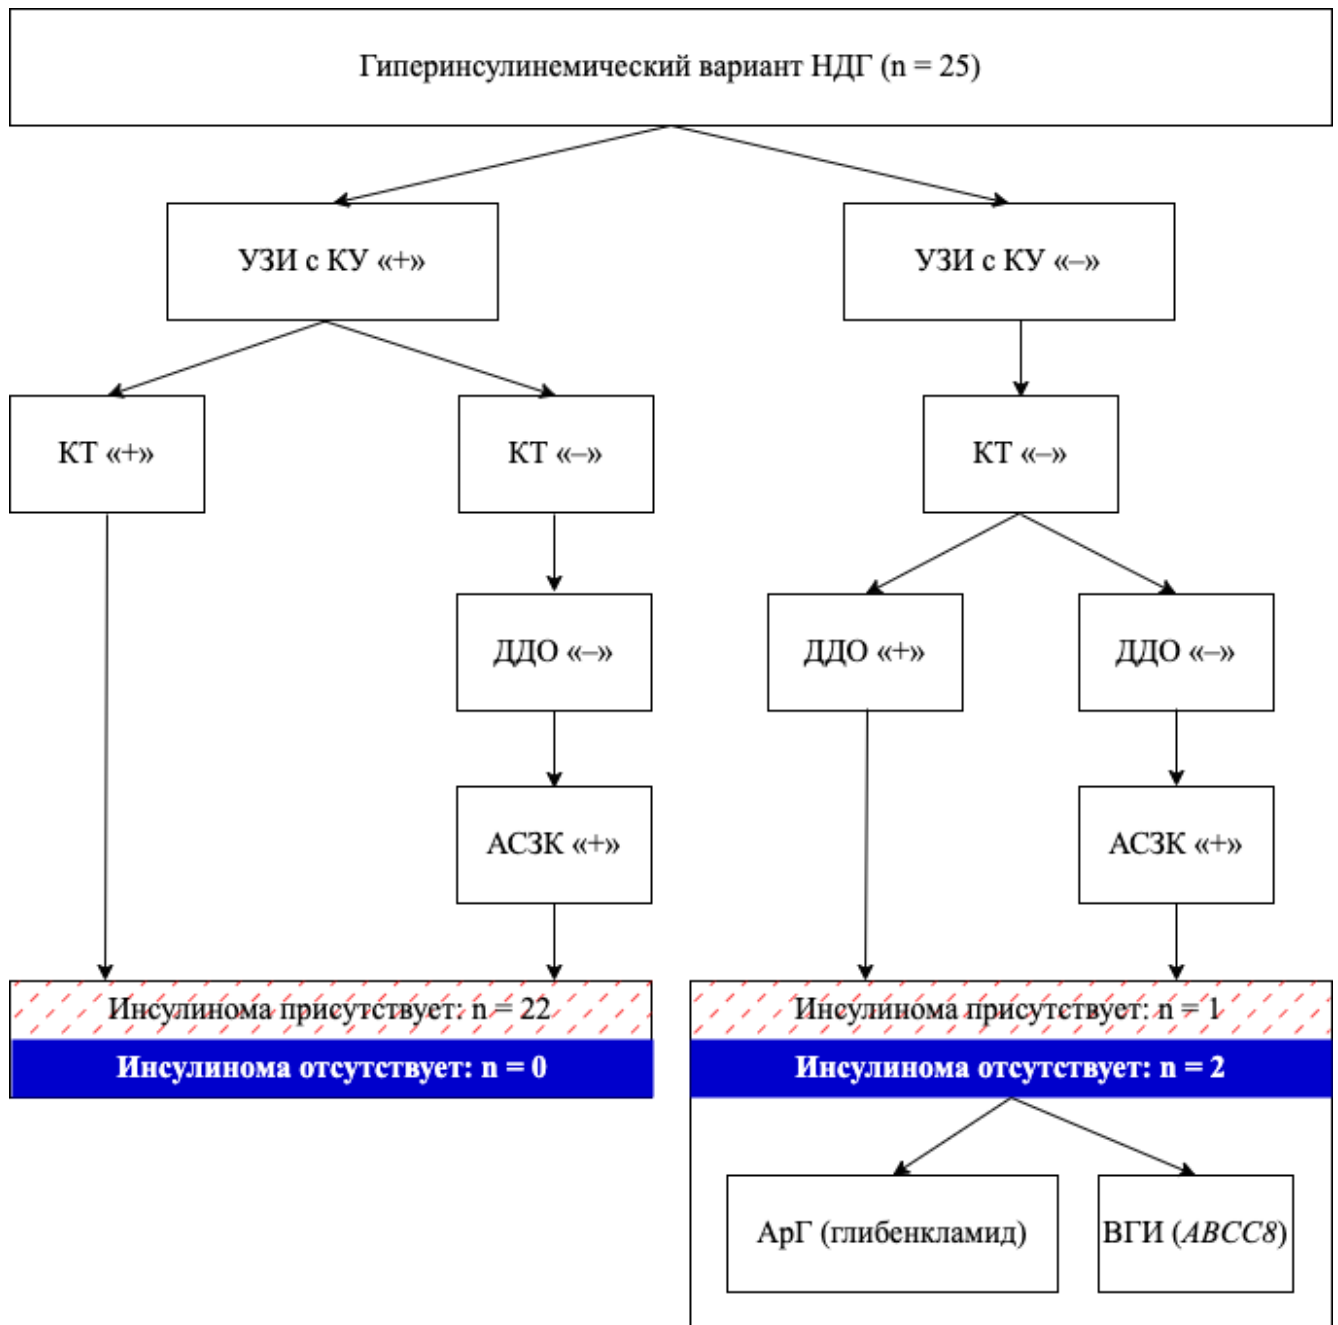 Гиперинсулинемический вариант НДГ (n = 25)
УЗИ с КУ «+»
УЗИ с КУ «–»
КТ «+»
КТ «–»
КТ «–»
ДДО «–»
ДДО «+»
ДДО «–»
АСЗК «+»
АСЗК «+»
Инсулинома присутствует: n = 22
Инсулинома присутствует: n = 1
Инсулинома отсутствует: n = 0
Инсулинома отсутствует: n = 2
АрГ (глибенкламид)
ВГИ (ABCC8)